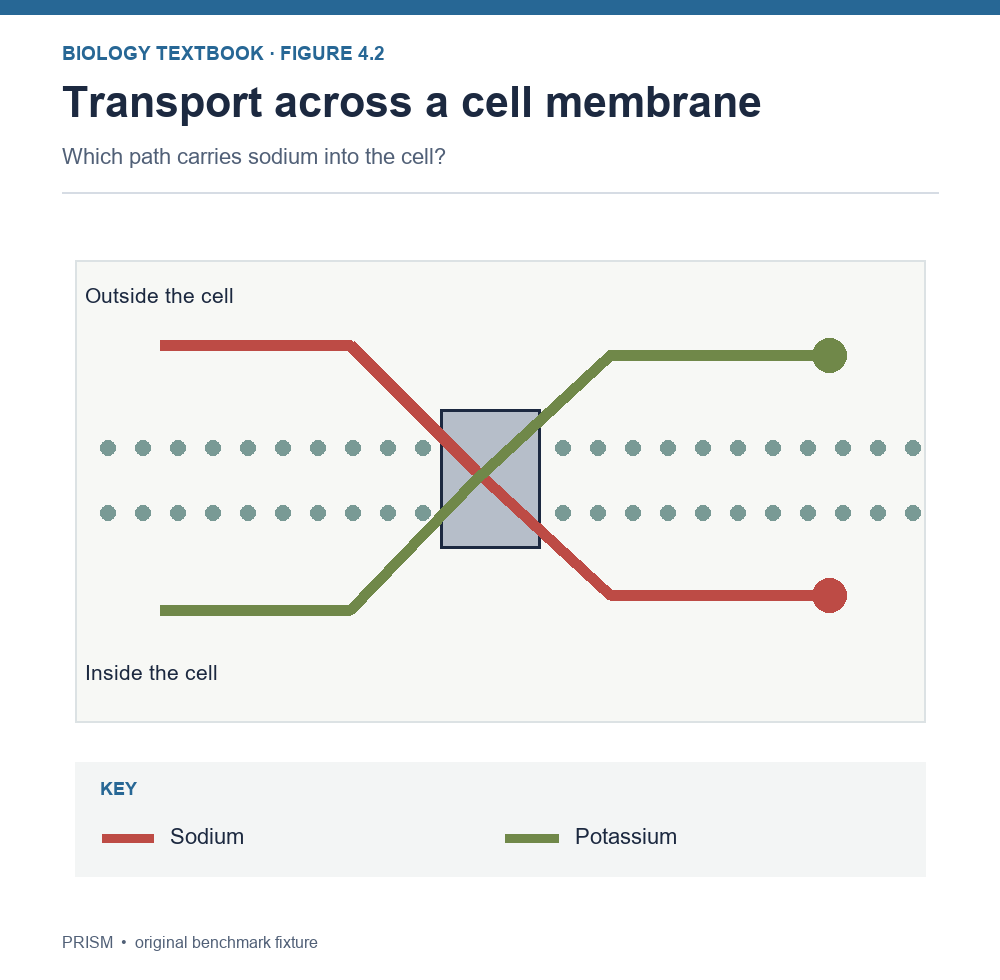 BIOLOGY TEXTBOOK · FIGURE 4.2
Transport across a cell membrane
Which path carries sodium into the cell?
Outside the cell
Inside the cell
KEY
Sodium
Potassium
PRISM • original benchmark fixture